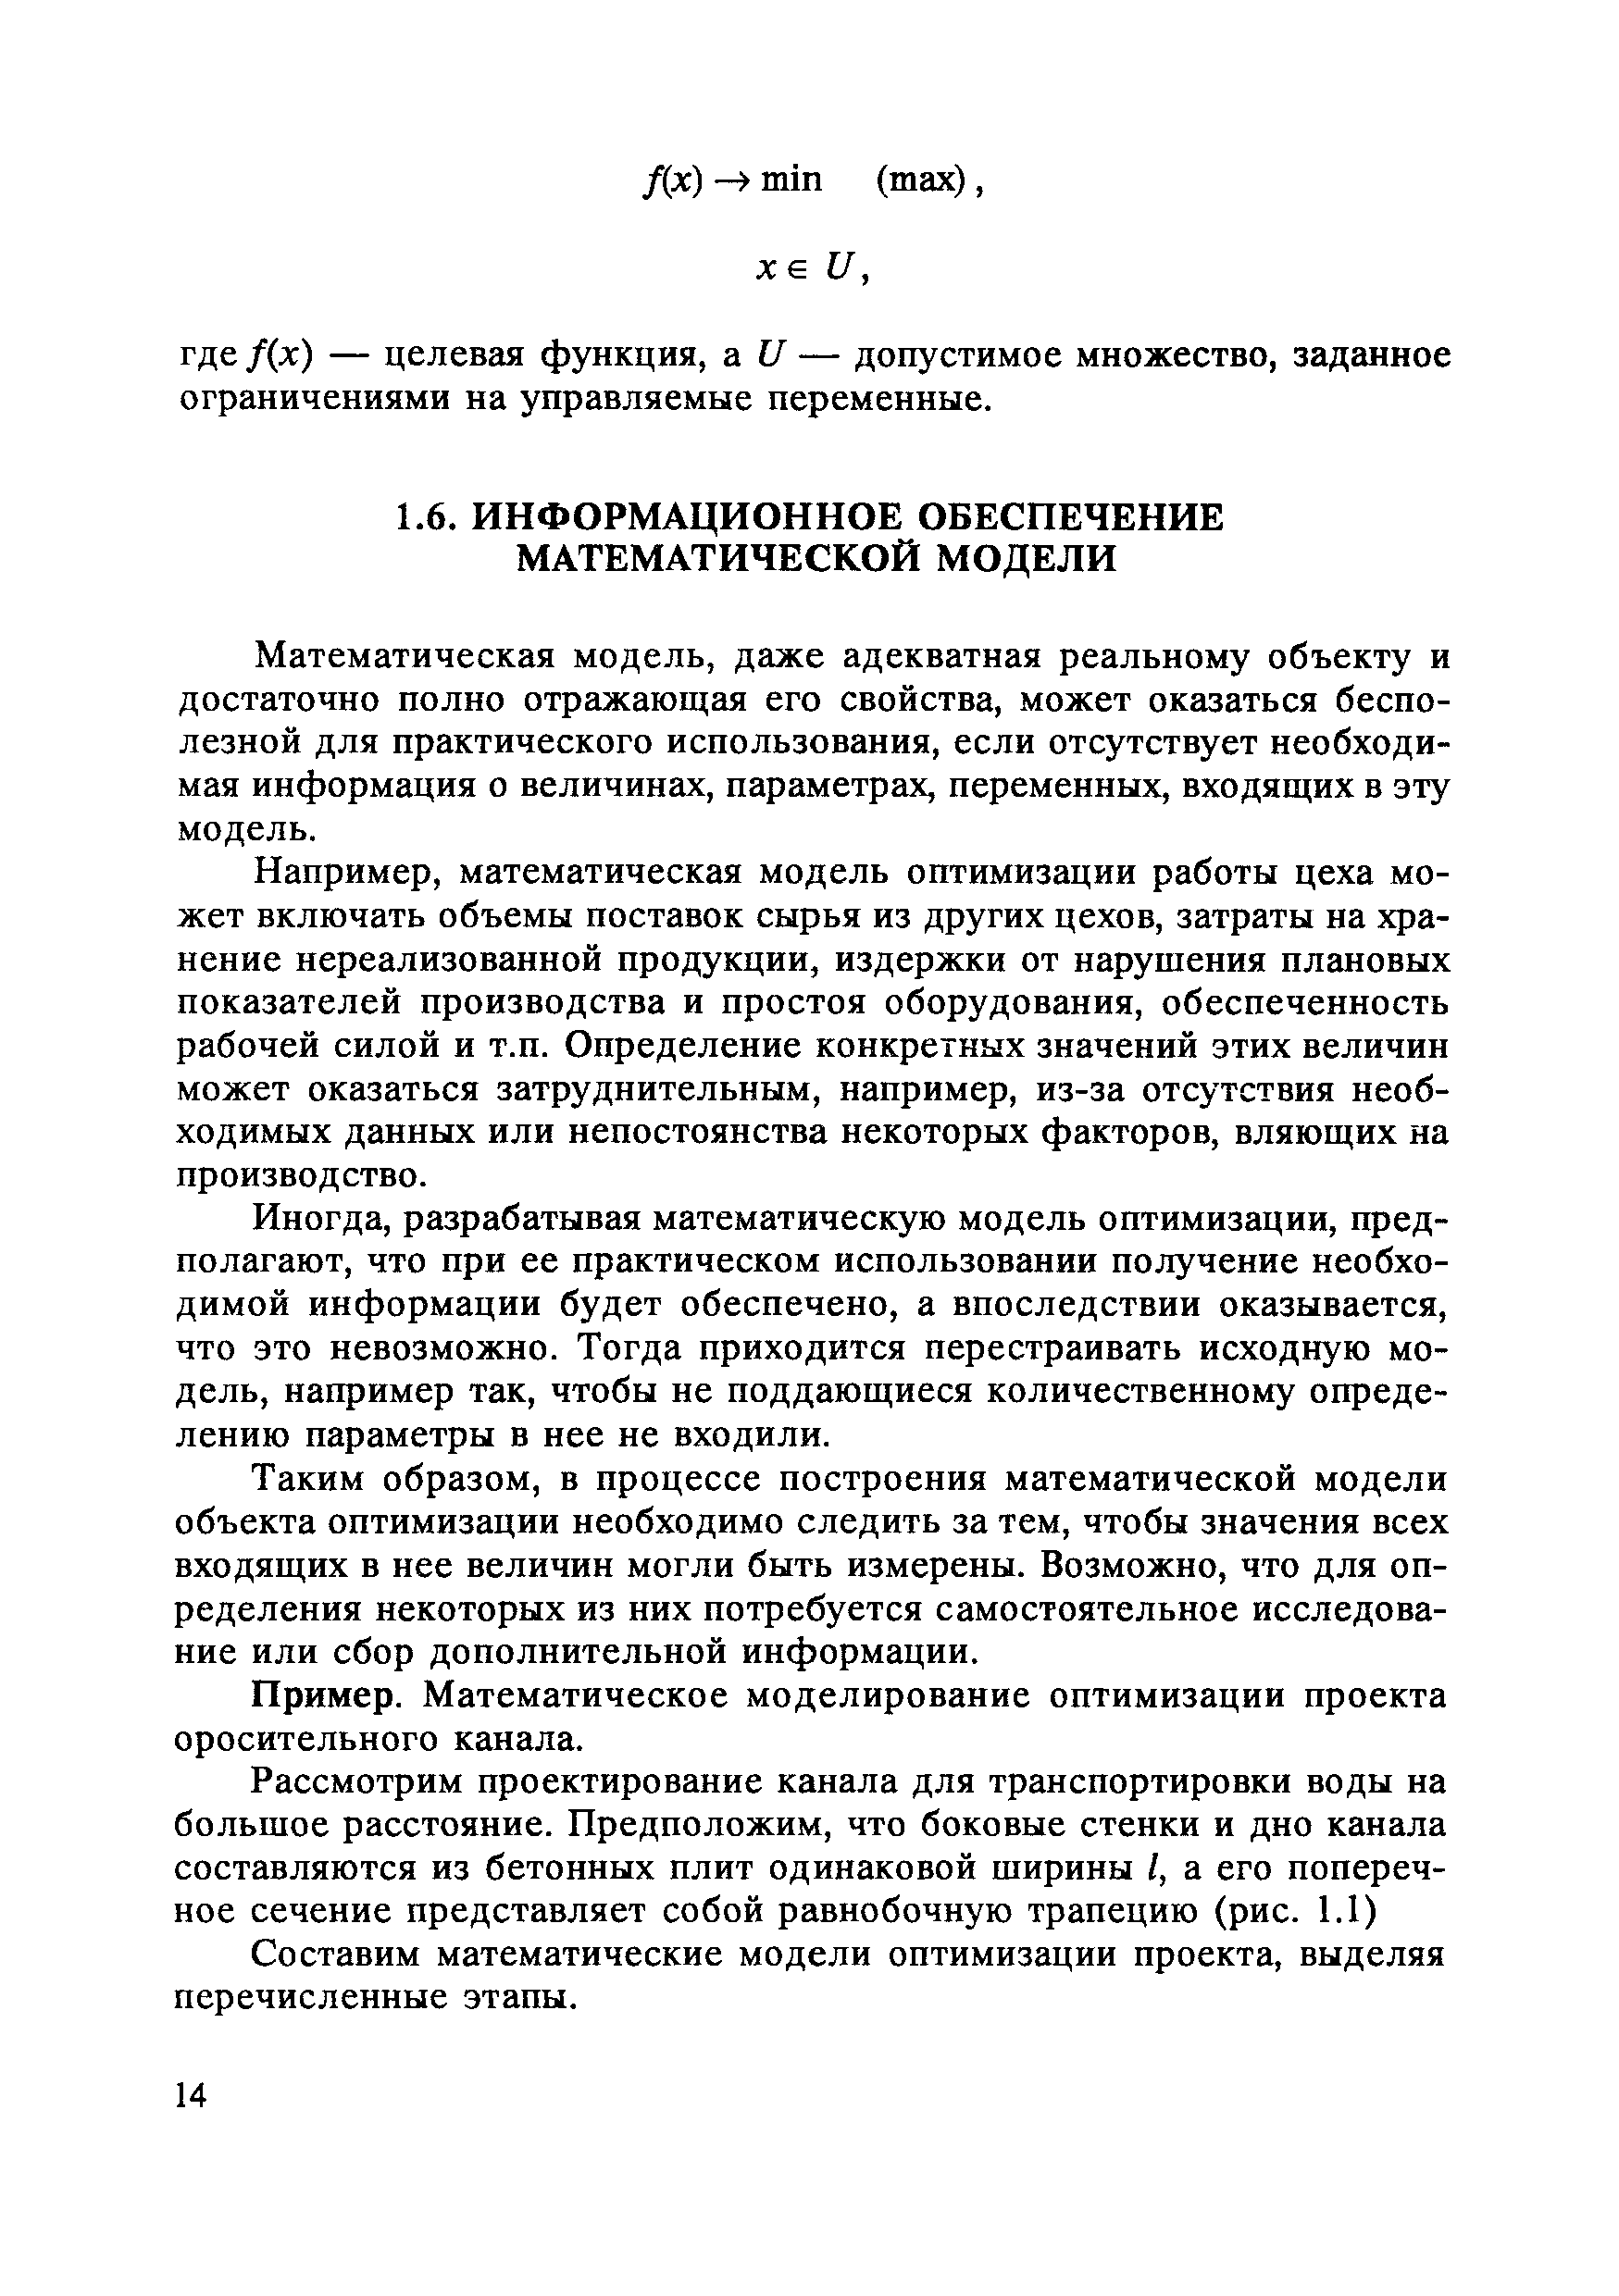 f(x) → min (max),
x ∈ U,
где f(x) — целевая функция, а U — допустимое множество, заданное
ограничениями на управляемые переменные.
1.6. ИНФОРМАЦИОННОЕ ОБЕСПЕЧЕНИЕ
МАТЕМАТИЧЕСКОЙ МОДЕЛИ
Математическая модель, даже адекватная реальному объекту и
достаточно полно отражающая его свойства, может оказаться беспо-
лезной для практического использования, если отсутствует необходи-
мая информация о величинах, параметрах, переменных, входящих в эту
модель.
Например, математическая модель оптимизации работы цеха мо-
жет включать объемы поставок сырья из других цехов, затраты на хра-
нение нереализованной продукции, издержки от нарушения плановых
показателей производства и простоя оборудования, обеспеченность
рабочей силой и т.п. Определение конкретных значений этих величин
может оказаться затруднительным, например, из-за отсутствия необ-
ходимых данных или непостоянства некоторых факторов, вляющих на
производство.
Иногда, разрабатывая математическую модель оптимизации, пред-
полагают, что при ее практическом использовании получение необхо-
димой информации будет обеспечено, а впоследствии оказывается,
что это невозможно. Тогда приходится перестраивать исходную мо-
дель, например так, чтобы не поддающиеся количественному опреде-
лению параметры в нее не входили.
Таким образом, в процессе построения математической модели
объекта оптимизации необходимо следить за тем, чтобы значения всех
входящих в нее величин могли быть измерены. Возможно, что для оп-
ределения некоторых из них потребуется самостоятельное исследова-
ние или сбор дополнительной информации.
Пример. Математическое моделирование оптимизации проекта
оросительного канала.
Рассмотрим проектирование канала для транспортировки воды на
большое расстояние. Предположим, что боковые стенки и дно канала
составляются из бетонных плит одинаковой ширины l, а его попереч-
ное сечение представляет собой равнобочную трапецию (рис. 1.1)
Составим математические модели оптимизации проекта, выделяя
перечисленные этапы.
14